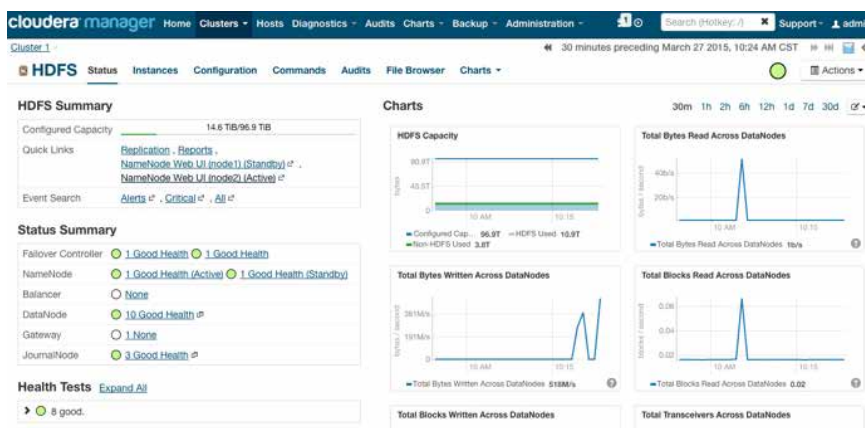 cloudera manager Home Clusters Hosts Diagnostics Audits Charts Backup Administration 1 Search (Hotkey: /) Support admi
Cluster 1 30 minutes preceding March 27 2015, 10:24 AM CST
HDFS Status Instances Configuration Commands Audits File Browser Charts Actions
HDFS Summary
Configured Capacity 14.6 TiB/96.9 TiB
Quick Links Replication , Reports ,
NameNode Web UI (node1) (Standby) ,
NameNode Web UI (node2) (Active)
Event Search Alerts , Critical , All
Status Summary
Failover Controller 1 Good Health 1 Good Health
NameNode 1 Good Health (Active) 1 Good Health (Standby)
Balancer None
DataNode 10 Good Health
Gateway 1 None
JournalNode 3 Good Health
Health Tests Expand All
8 good.
Charts 30m 1h 2h 6h 12h 1d 7d 30d
HDFS Capacity
bytes
0
10 AM 10:15
Configured Cap... 96.9T HDFS Used 10.9T
Non-HDFS Used 3.8T
Total Bytes Read Across DataNodes
bytes / second
40b/s
20b/s
10 AM 10:15
Total Bytes Read Across DataNodes 1b/s
Total Bytes Written Across DataNodes
bytes / second
381M/s
191M/s
0
10 AM 10:15
Total Bytes Written Across DataNodes 518M/s
Total Blocks Read Across DataNodes
blocks / second
0.06
0.04
0.02
10 AM 10:15
Total Blocks Read Across DataNodes 0.02
Total Blocks Written Across DataNodes
Total Transceivers Across DataNodes